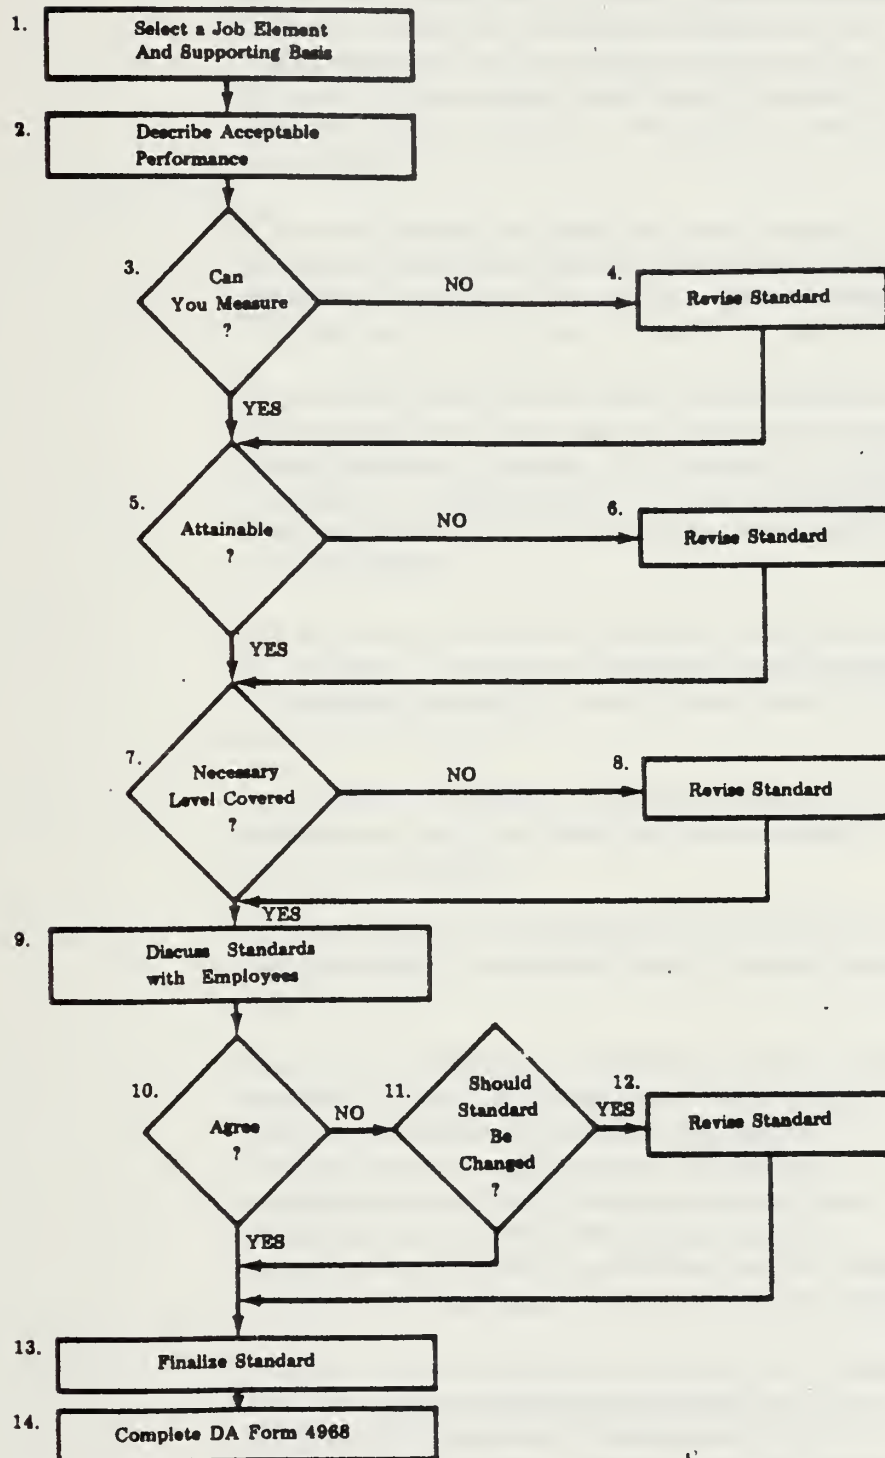 1.
Select a Job Element
And Supporting Basis
2.
Describe Acceptable
Performance
3.
Can
You Measure
?
NO
4.
Revise Standard
YES
5.
Attainable
?
NO
6.
Revise Standard
YES
7.
Necessary
Level Covered
?
NO
8.
Revise Standard
YES
9.
Discuss Standards
with Employees
10.
Agree
?
NO
11.
Should
Standard
Be
Changed
?
YES
12.
Revise Standard
YES
13.
Finalize Standard
14.
Complete DA Form 4968